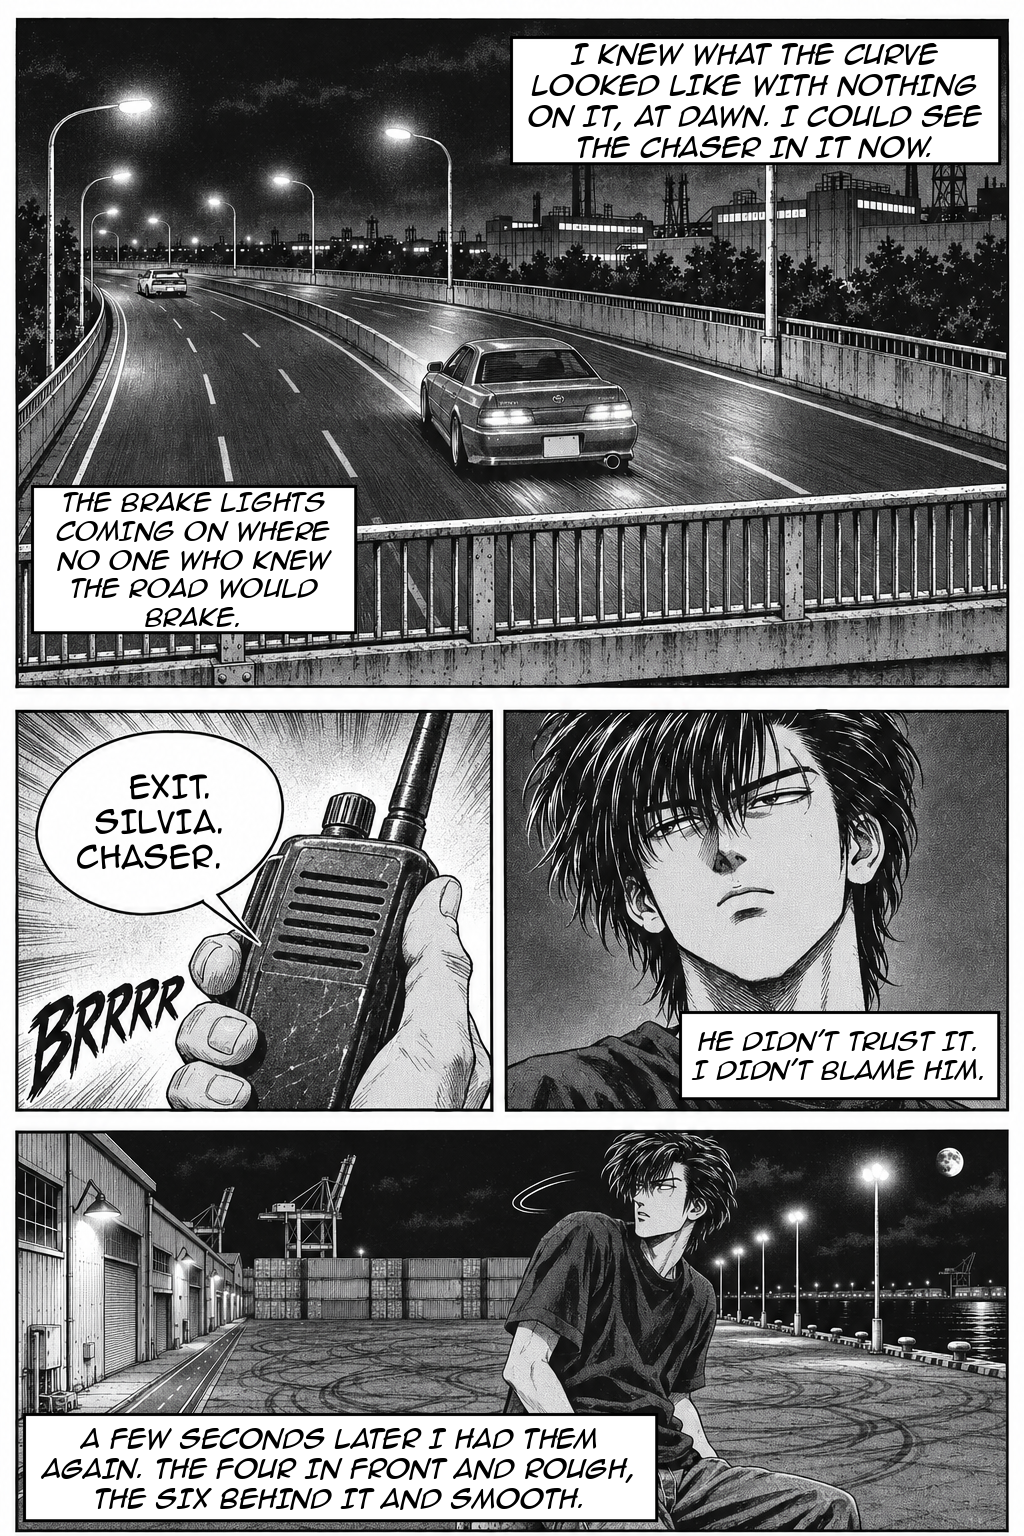 I KNEW WHAT THE CURVE
LOOKED LIKE WITH NOTHING
ON IT, AT DAWN. I COULD SEE
THE CHASER IN IT NOW.
THE BRAKE LIGHTS
COMING ON WHERE
NO ONE WHO KNEW
THE ROAD WOULD
BRAKE.
EXIT.
SILVIA.
CHASER.
BRRRR
HE DIDN'T TRUST IT.
I DIDN'T BLAME HIM.
A FEW SECONDS LATER I HAD THEM
AGAIN. THE FOUR IN FRONT AND ROUGH,
THE SIX BEHIND IT AND SMOOTH.